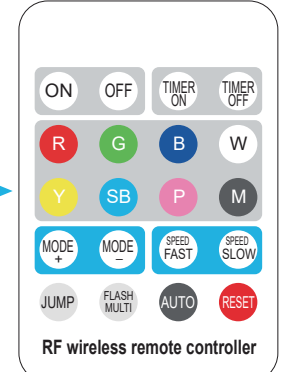 ON OFF TIMER ON TIMER OFF
R G B W
Y SB P M
MODE + MODE – SPEED FAST SPEED SLOW
JUMP FLASH MULTI AUTO RESET
RF wireless remote controller